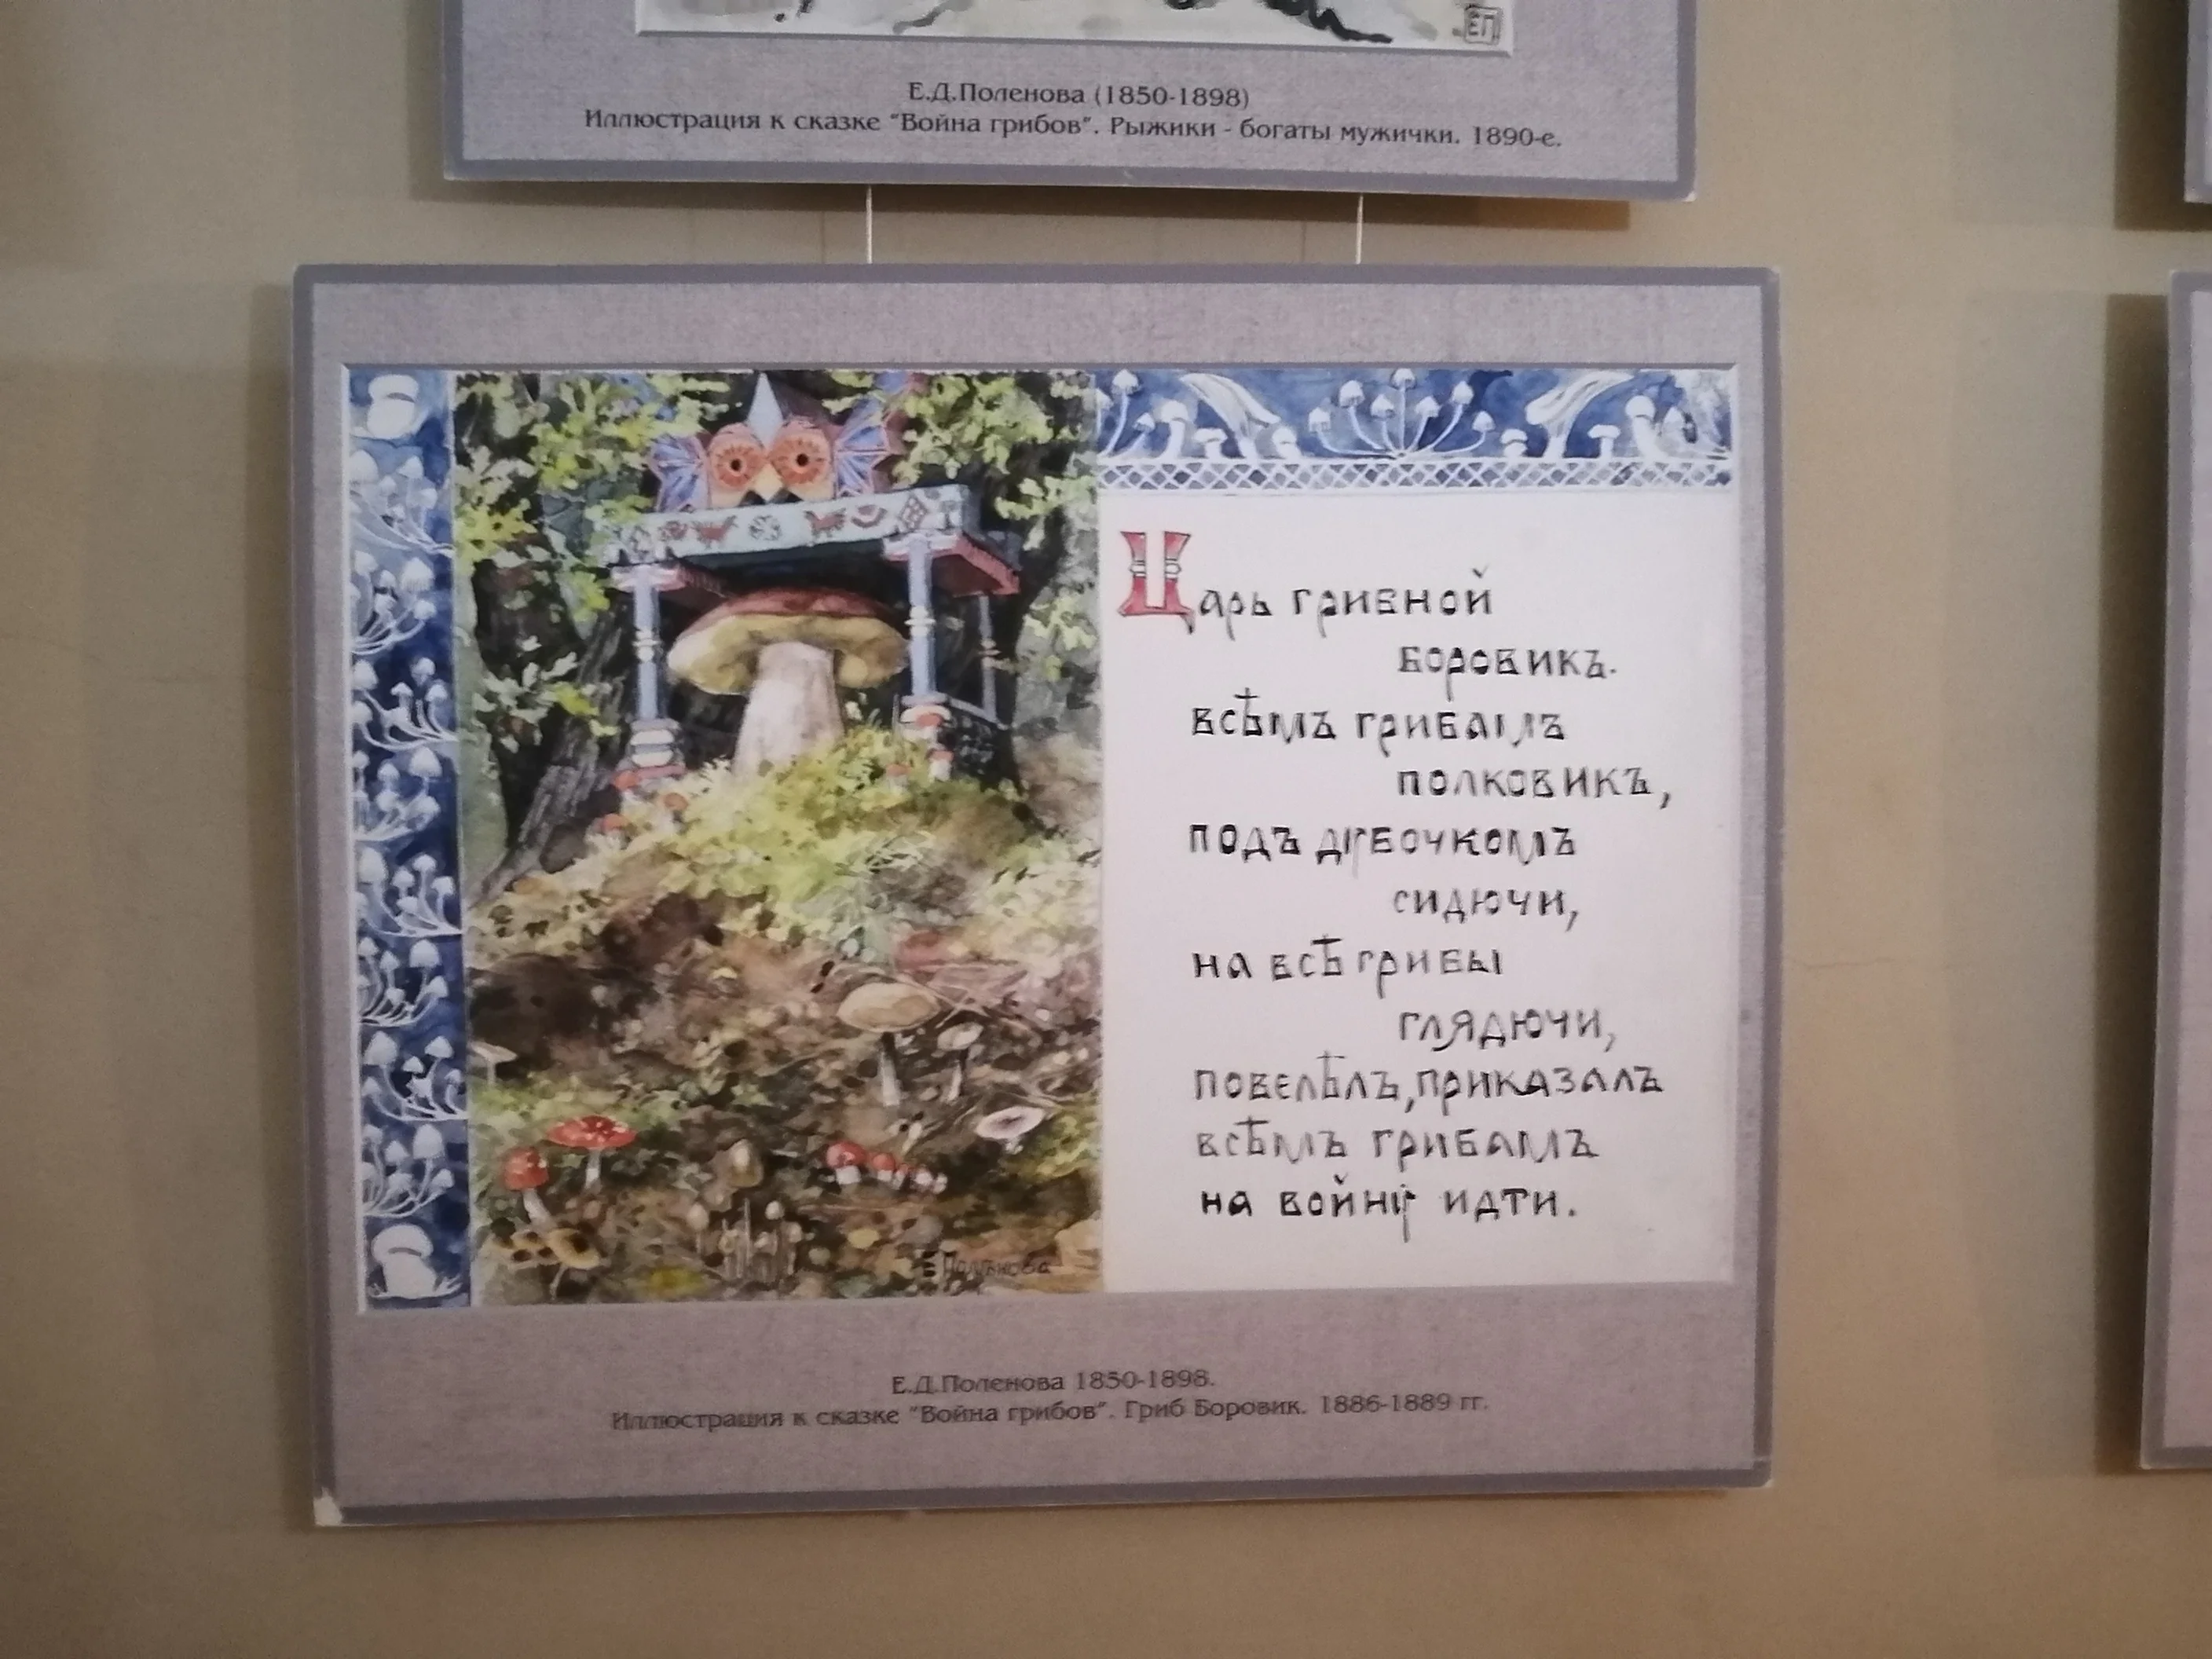 ЕП
Е.Д.Поленова (1850-1898)
Иллюстрация к сказке "Война грибов". Рыжики - богаты мужички. 1890-е.
Царь грибной
боровикъ.
всѣмъ грибамъ
полковикъ,
подъ дубочкомъ
сидючи,
на всѣ грибы
глядючи,
повелѣлъ, приказалъ
всѣмъ грибамъ
на войну идти.
Е Полѣнова
Е.Д.Поленова 1850-1898.
Иллюстрация к сказке "Война грибов". Гриб Боровик. 1886-1889 гг.